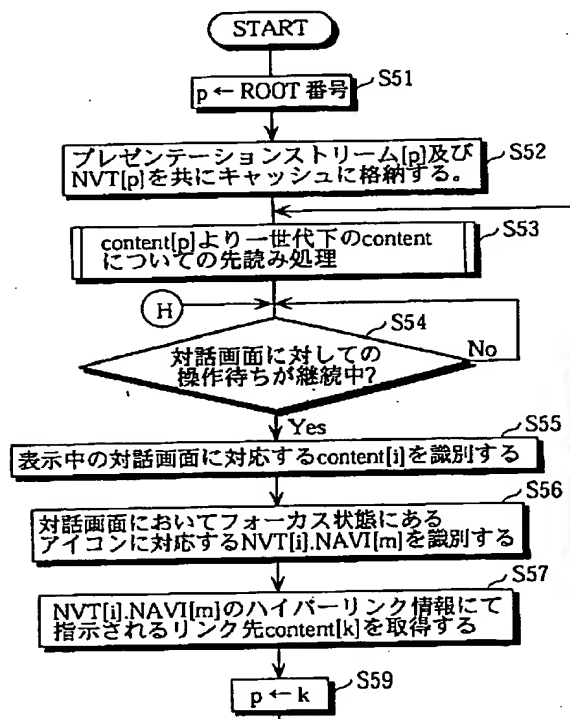 START
p ← ROOT 番号
S51
プレゼンテーションストリーム[p]及び
NVT[p]を共にキャッシュに格納する。
S52
content[p]より一世代下のcontent
についての先読み処理
S53
H
S54
対話画面に対しての
操作待ちが継続中?
No
Yes
S55
表示中の対話画面に対応するcontent[i]を識別する
S56
対話画面においてフォーカス状態にある
アイコンに対応するNVT[i].NAVI[m]を識別する
S57
NVT[i].NAVI[m]のハイパーリンク情報にて
指示されるリンク先content[k]を取得する
S59
p ← k